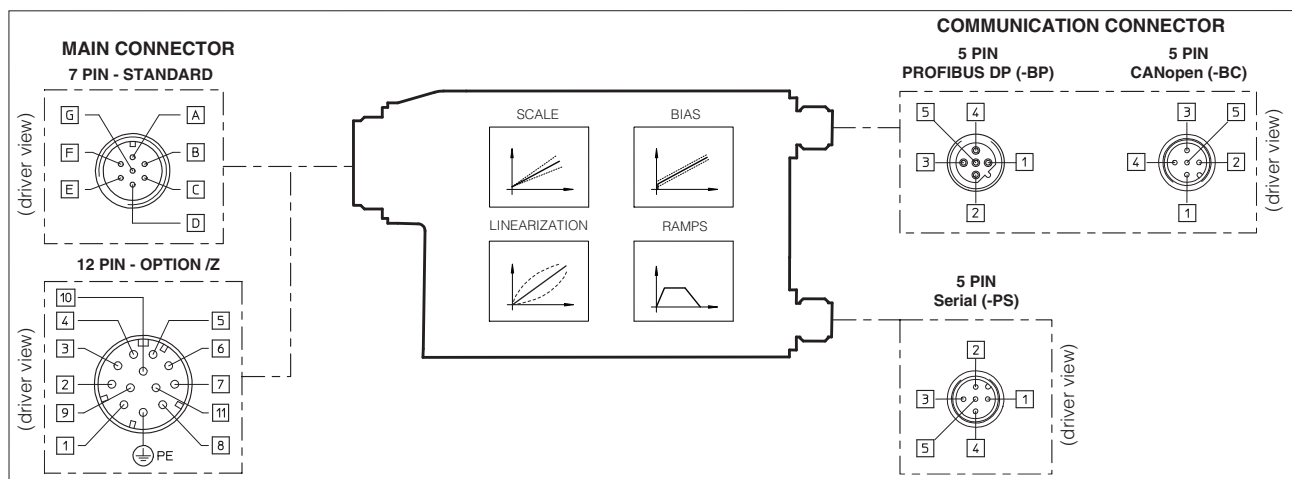 MAIN CONNECTOR
7 PIN - STANDARD
(driver view)
G
A
F
B
E
C
D
12 PIN - OPTION /Z
(driver view)
10
4
5
3
6
2
7
9
11
1
8
PE
SCALE
BIAS
LINEARIZATION
RAMPS
COMMUNICATION CONNECTOR
5 PIN
PROFIBUS DP (-BP)
5
4
3
1
2
5 PIN
CANopen (-BC)
3
5
4
2
1
(driver view)
5 PIN
Serial (-PS)
2
3
1
5
4
(driver view)